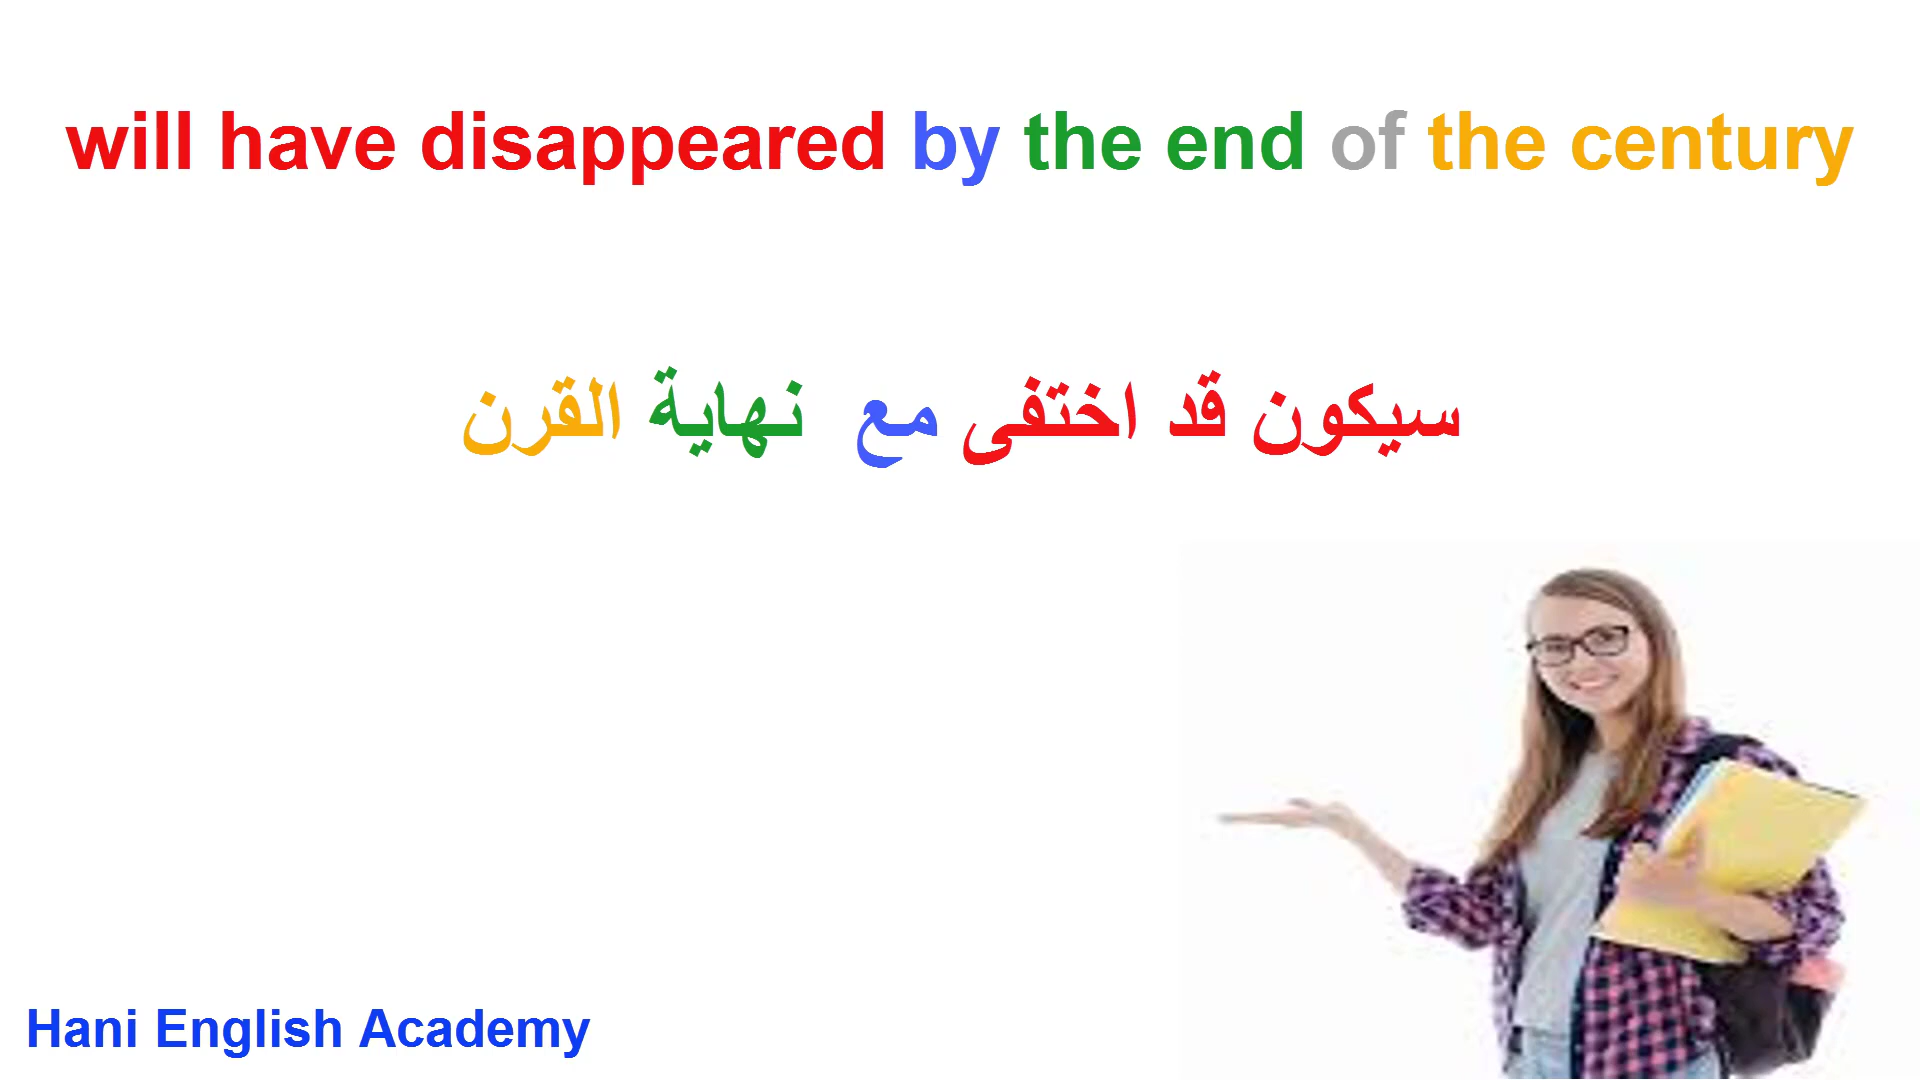 will have disappeared by the end of the century
سيكون قد اختفى مع نهاية القرن
Hani English Academy